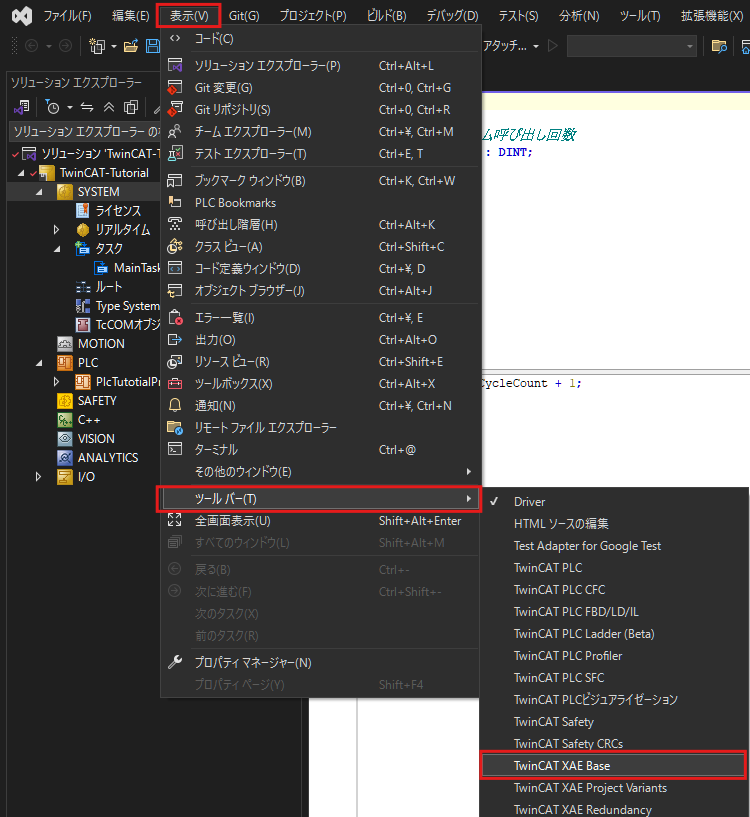 ファイル(F) 編集(E) 表示(V) Git(G) プロジェクト(P) ビルド(B) デバッグ(D) テスト(S) 分析(N) ツール(T) 拡張機能(X)
アタッチ...
ソリューション エクスプローラー
ソリューション エクスプローラー の
ソリューション 'TwinCAT-T
TwinCAT-Tutorial
SYSTEM
ライセンス
リアルタイム
タスク
MainTask
ルート
Type System
TcCOMオブジ
MOTION
PLC
PlcTutotialPr
SAFETY
C++
VISION
ANALYTICS
I/O
コード(C)
ソリューション エクスプローラー(P) Ctrl+Alt+L
Git 変更(G) Ctrl+0, Ctrl+G
Git リポジトリ(S) Ctrl+0, Ctrl+R
チーム エクスプローラー(M) Ctrl+¥, Ctrl+M
テスト エクスプローラー(T) Ctrl+E, T
ブックマーク ウィンドウ(B) Ctrl+K, Ctrl+W
PLC Bookmarks
呼び出し階層(H) Ctrl+Alt+K
クラス ビュー(A) Ctrl+Shift+C
コード定義ウィンドウ(D) Ctrl+¥, D
オブジェクト ブラウザー(J) Ctrl+Alt+J
エラー一覧(I) Ctrl+¥, E
出力(O) Ctrl+Alt+O
リソース ビュー(R) Ctrl+Shift+E
ツールボックス(X) Ctrl+Alt+X
通知(N) Ctrl+¥, Ctrl+N
リモート ファイル エクスプローラー
ターミナル Ctrl+@
その他のウィンドウ(E)
ツール バー(T)
全画面表示(U) Shift+Alt+Enter
すべてのウィンドウ(L) Shift+Alt+M
戻る(B) Ctrl+-
次に進む(F) Ctrl+Shift+-
次のタスク(X)
前のタスク(R)
プロパティ マネージャー(N)
プロパティ ページ(Y) Shift+F4
ム呼び出し回数
: DINT;
CycleCount + 1;
Driver
HTML ソースの編集
Test Adapter for Google Test
TwinCAT PLC
TwinCAT PLC CFC
TwinCAT PLC FBD/LD/IL
TwinCAT PLC Ladder (Beta)
TwinCAT PLC Profiler
TwinCAT PLC SFC
TwinCAT PLCビジュアライゼーション
TwinCAT Safety
TwinCAT Safety CRCs
TwinCAT XAE Base
TwinCAT XAE Project Variants
TwinCAT XAE Redundancy